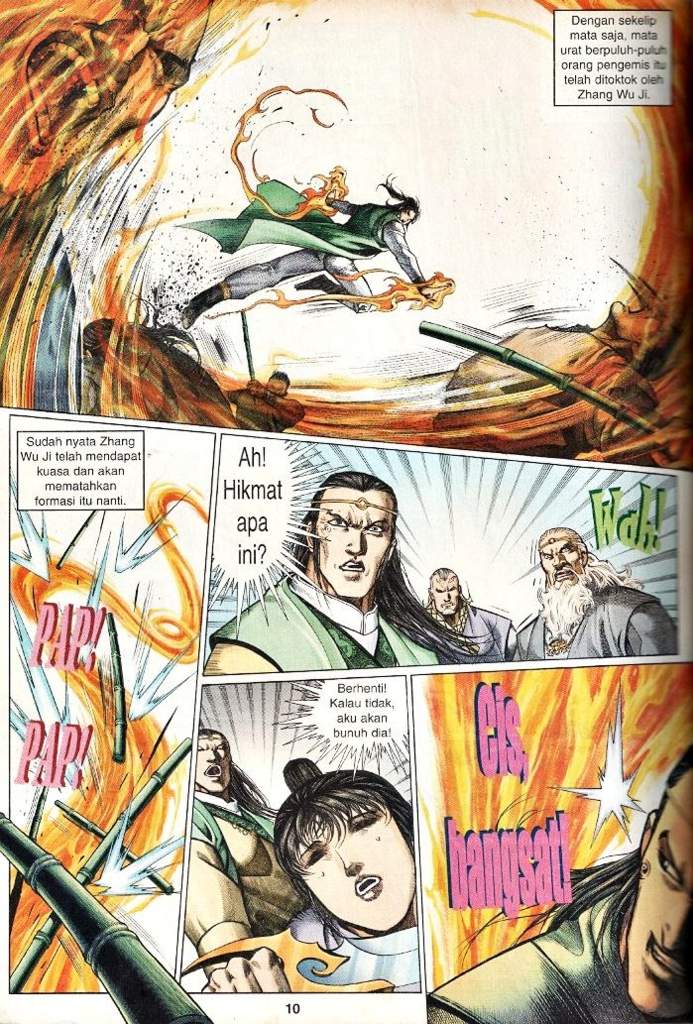 Dengan sekelip
mata saja, mata
urat berpuluh-puluh
orang pengemis itu
telah ditoktok oleh
Zhang Wu Ji.
Sudah nyata Zhang
Wu Ji telah mendapat
kuasa dan akan
mematahkan
formasi itu nanti.
PAP!
PAP!
Ah!
Hikmat
apa
ini?
Wah!
Berhenti!
Kalau tidak,
aku akan
bunuh dia!
Cis,
bangsat!
10